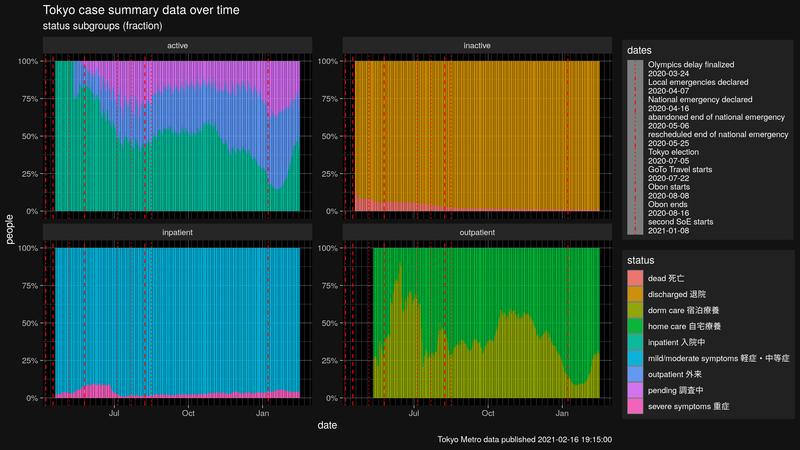 Tokyo case summary data over time
status subgroups (fraction)
active
inactive
100%
75%
50%
25%
0%
100%
75%
50%
25%
0%
people
inpatient
outpatient
100%
75%
50%
25%
0%
100%
75%
50%
25%
0%
Jul
Oct
Jan
Jul
Oct
Jan
date
dates
Olympics delay finalized
2020-03-24
Local emergencies declared
2020-04-07
National emergency declared
2020-04-16
abandoned end of national emergency
2020-05-06
rescheduled end of national emergency
2020-05-25
Tokyo election
2020-07-05
GoTo Travel starts
2020-07-22
Obon starts
2020-08-08
Obon ends
2020-08-16
second SoE starts
2021-01-08
status
dead 死亡
discharged 退院
dorm care 宿泊療養
home care 自宅療養
inpatient 入院中
mild/moderate symptoms 軽症・中等症
outpatient 外来
pending 調査中
severe symptoms 重症
Tokyo Metro data published 2021-02-16 19:15:00